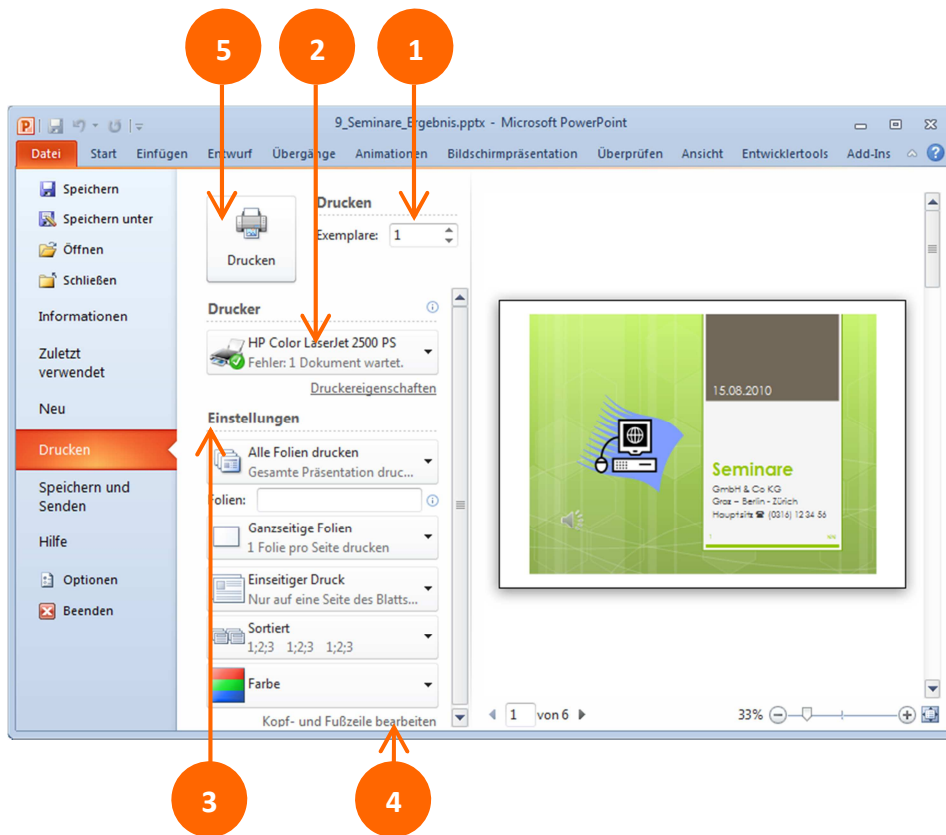 5 2 1
9_Seminare_Ergebnis.pptx - Microsoft PowerPoint
Datei Start Einfügen Entwurf Übergänge Animationen Bildschirmpräsentation Überprüfen Ansicht Entwicklertools Add-Ins
Speichern
Speichern unter
Öffnen
Schließen
Informationen
Zuletzt
verwendet
Neu
Drucken
Speichern und
Senden
Hilfe
Optionen
Beenden
Drucken
Drucken
Exemplare: 1
Drucker
HP Color LaserJet 2500 PS
Fehler: 1 Dokument wartet.
Druckereigenschaften
Einstellungen
Alle Folien drucken
Gesamte Präsentation druc...
Folien:
Ganzseitige Folien
1 Folie pro Seite drucken
Einseitiger Druck
Nur auf eine Seite des Blatts...
Sortiert
1;2;3 1;2;3 1;2;3
Farbe
Kopf- und Fußzeile bearbeiten
15.08.2010
Seminare
GmbH & Co KG
Graz – Berlin - Zürich
Hauptsitz ☎ (0316) 12 34 56
1 von 6
33%
3 4